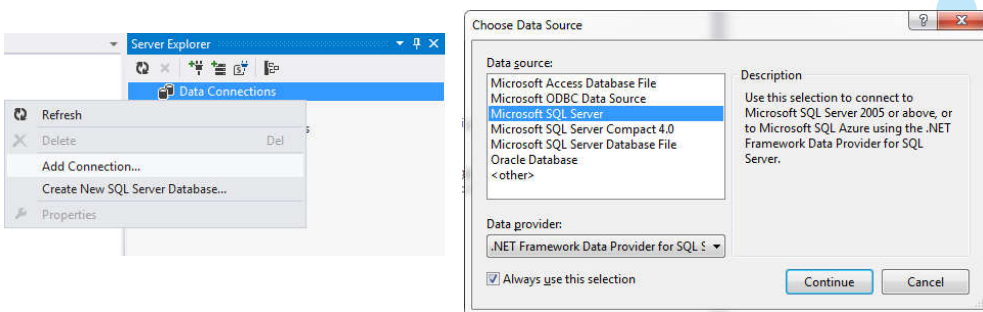 Server Explorer
Data Connections
Refresh
Delete Del
Add Connection...
Create New SQL Server Database...
Properties
Choose Data Source
Data source:
Microsoft Access Database File
Microsoft ODBC Data Source
Microsoft SQL Server
Microsoft SQL Server Compact 4.0
Microsoft SQL Server Database File
Oracle Database
<other>
Description
Use this selection to connect to
Microsoft SQL Server 2005 or above, or
to Microsoft SQL Azure using the .NET
Framework Data Provider for SQL
Server.
Data provider:
.NET Framework Data Provider for SQL S
Always use this selection
Continue
Cancel